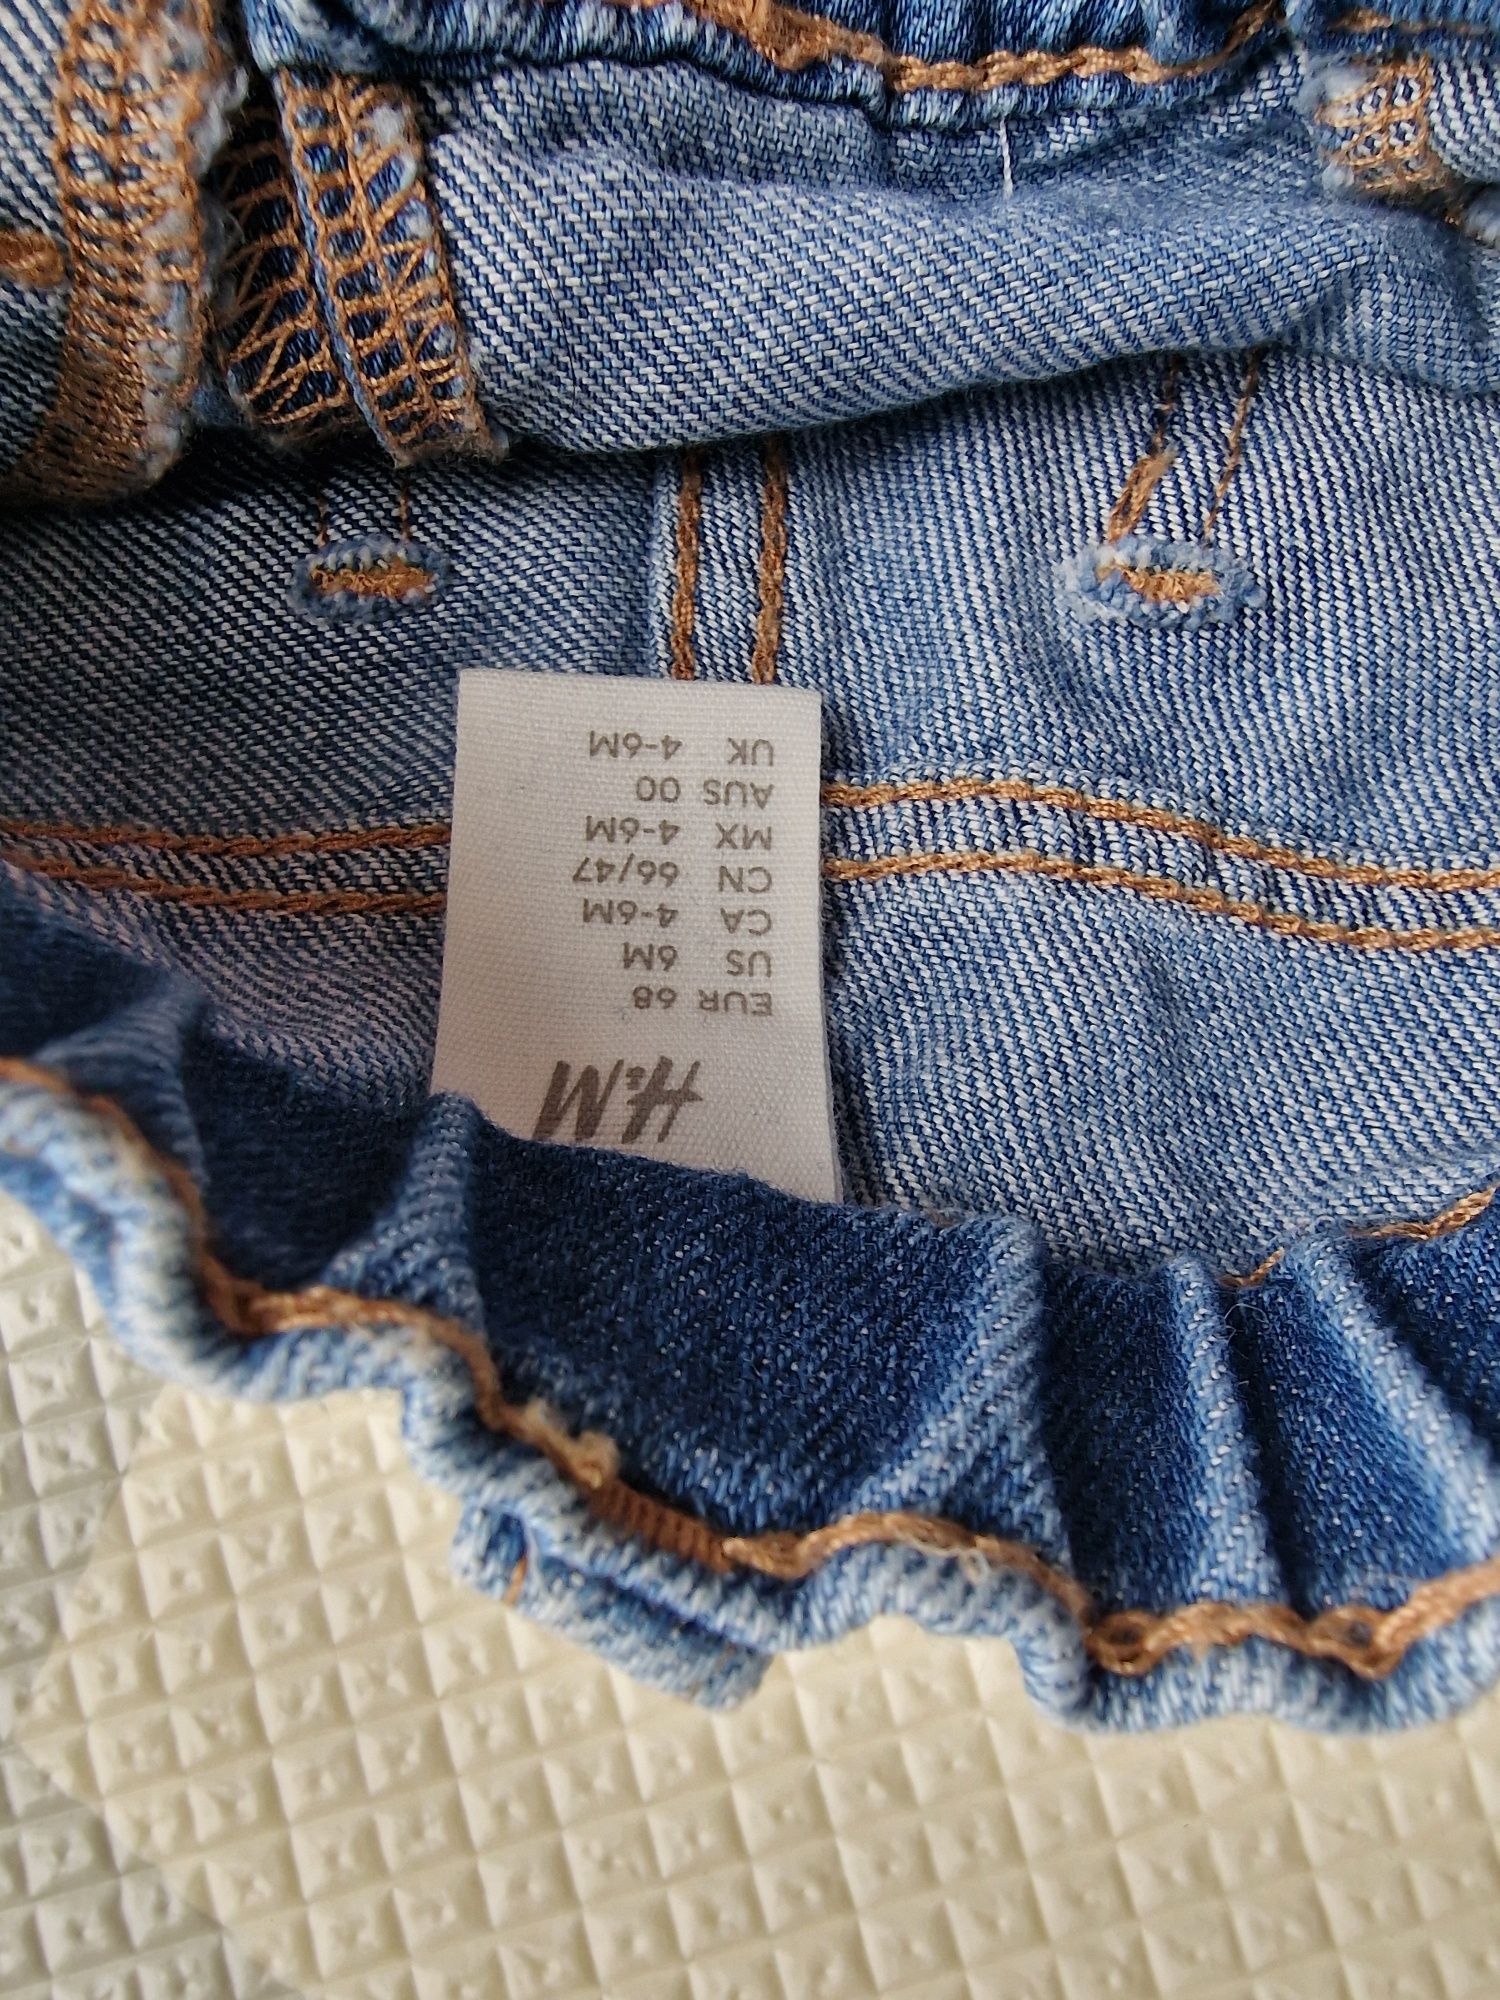 H&M
EUR 68
US 6M
CA 4-6M
CN 66/47
MX 4-6M
AUS 00
UK 4-6M